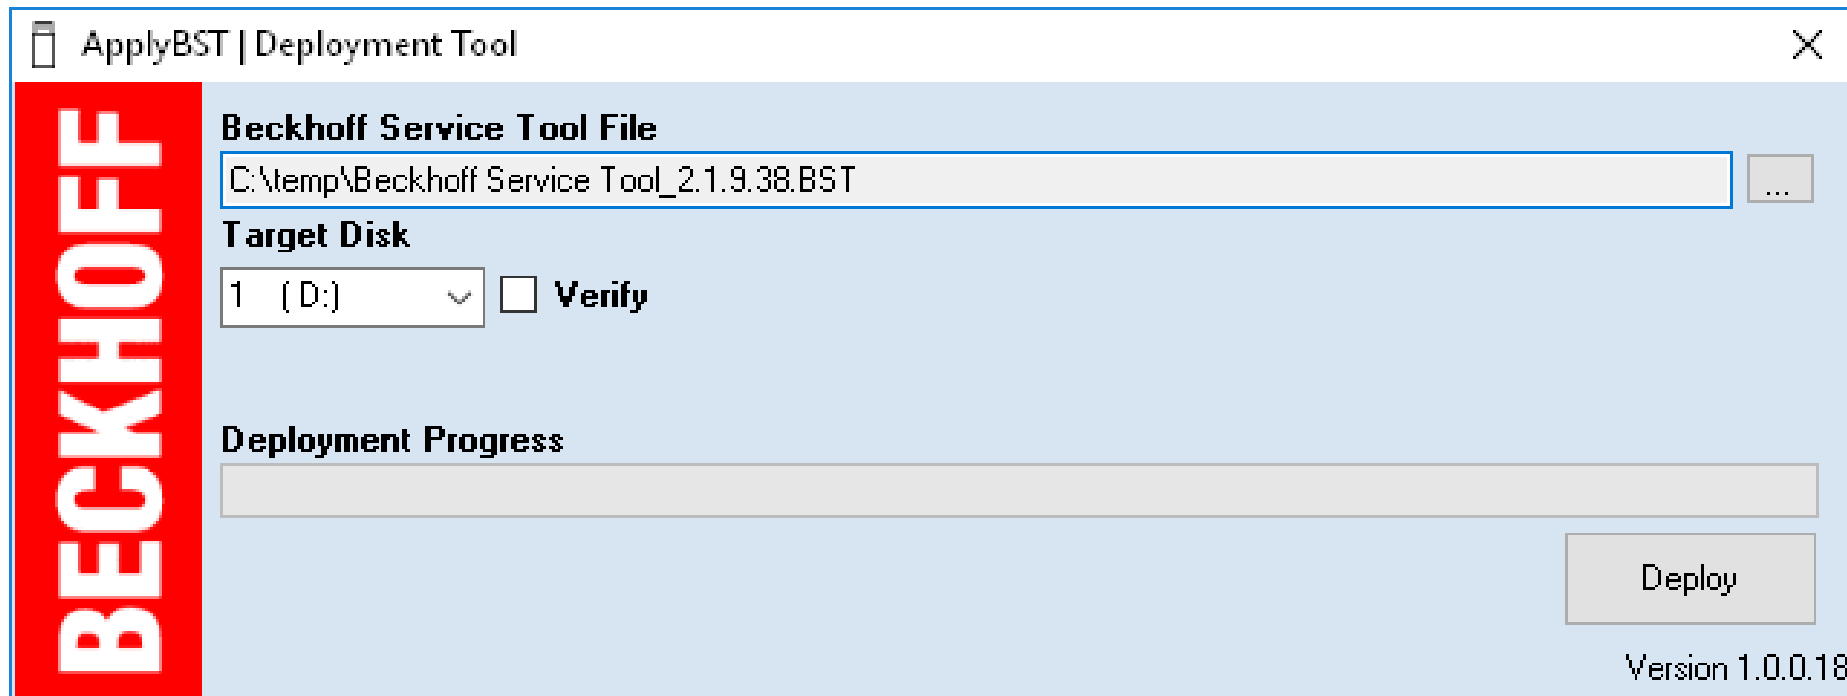 ApplyBST | Deployment Tool
BECKHOFF
Beckhoff Service Tool File
C:\temp\Beckhoff Service Tool_2.1.9.38.BST
...
Target Disk
1 ( D:)
Verify
Deployment Progress
Deploy
Version 1.0.0.18